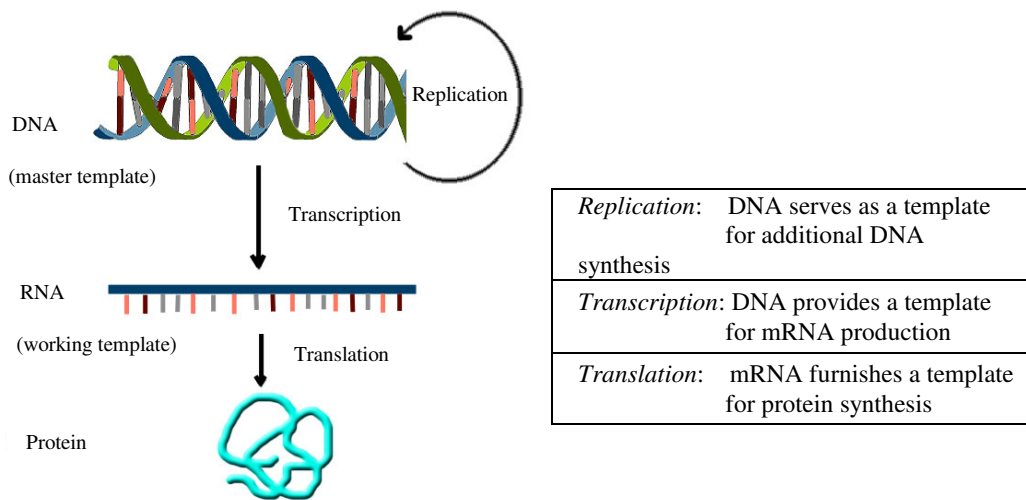 Replication
DNA
(master template)
Transcription
RNA
(working template)
Translation
Protein
Replication: DNA serves as a template
for additional DNA
synthesis
Transcription: DNA provides a template
for mRNA production
Translation: mRNA furnishes a template
for protein synthesis